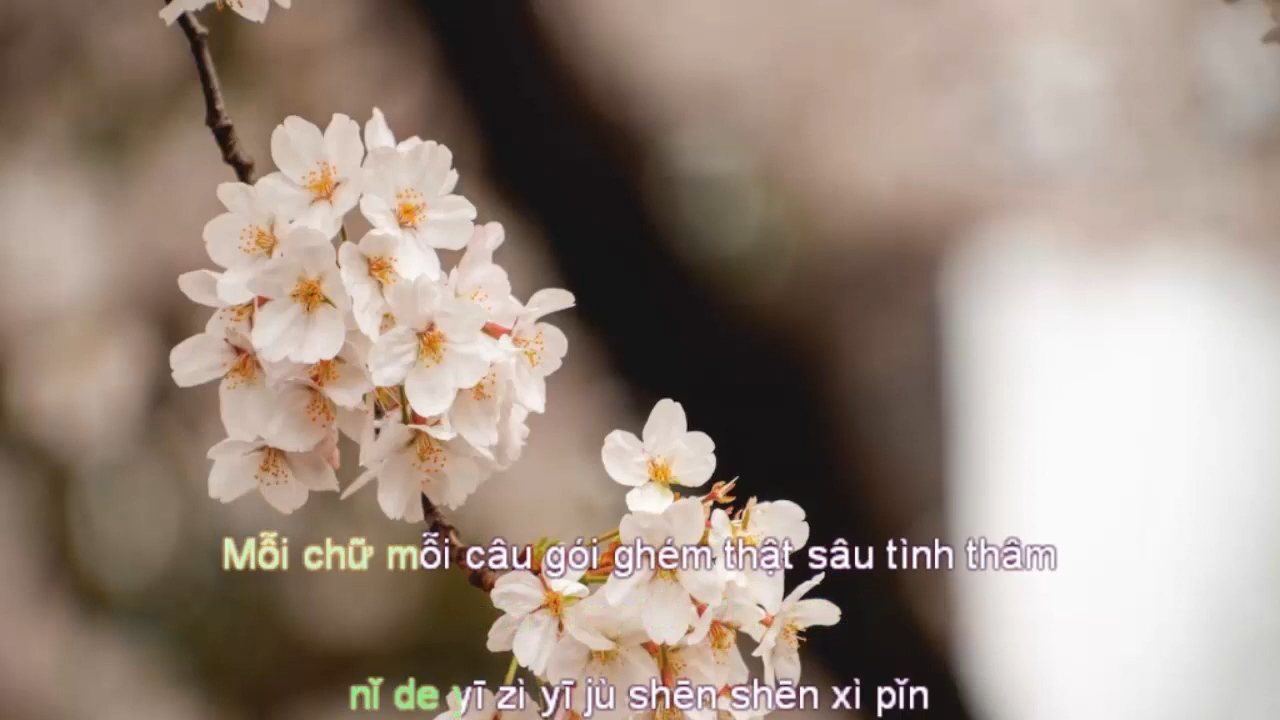 Mỗi chữ mỗi câu gói ghém thật sâu tình thâm
nǐ de yī zì yī jù shēn shēn xì pǐn